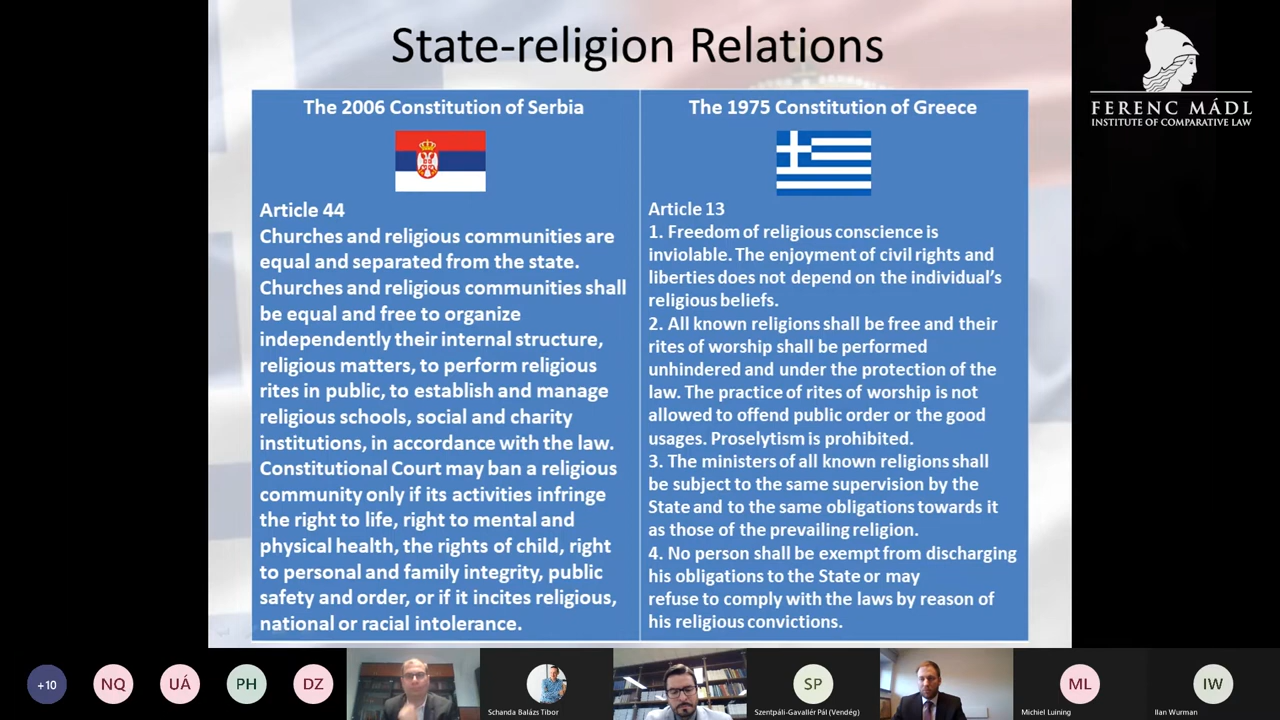 State-religion Relations
FERENC MÁDL
INSTITUTE OF COMPARATIVE LAW
The 2006 Constitution of Serbia
Article 44
Churches and religious communities are
equal and separated from the state.
Churches and religious communities shall
be equal and free to organize
independently their internal structure,
religious matters, to perform religious
rites in public, to establish and manage
religious schools, social and charity
institutions, in accordance with the law.
Constitutional Court may ban a religious
community only if its activities infringe
the right to life, right to mental and
physical health, the rights of child, right
to personal and family integrity, public
safety and order, or if it incites religious,
national or racial intolerance.
The 1975 Constitution of Greece
Article 13
1. Freedom of religious conscience is
inviolable. The enjoyment of civil rights and
liberties does not depend on the individual's
religious beliefs.
2. All known religions shall be free and their
rites of worship shall be performed
unhindered and under the protection of the
law. The practice of rites of worship is not
allowed to offend public order or the good
usages. Proselytism is prohibited.
3. The ministers of all known religions shall
be subject to the same supervision by the
State and to the same obligations towards it
as those of the prevailing religion.
4. No person shall be exempt from discharging
his obligations to the State or may
refuse to comply with the laws by reason of
his religious convictions.
+10
NQ
UÁ
PH
DZ
Schanda Balázs Tibor
SP
Szentpáli-Gavallér Pál (Vendég)
ML
Michiel Luining
IW
Ilan Wurman